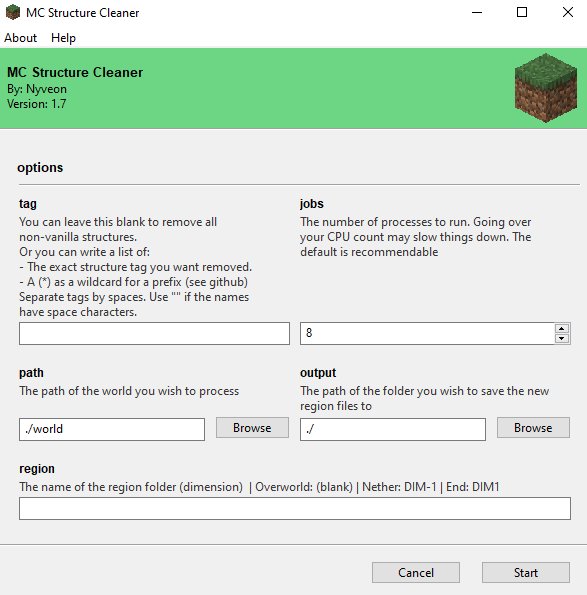 MC Structure Cleaner
About Help
MC Structure Cleaner
By: Nyveon
Version: 1.7
options
tag
You can leave this blank to remove all
non-vanilla structures.
Or you can write a list of:
- The exact structure tag you want removed.
- A (*) as a wildcard for a prefix (see github)
Separate tags by spaces. Use "" if the names
have space characters.
jobs
The number of processes to run. Going over
your CPU count may slow things down. The
default is recommendable
8
path
The path of the world you wish to process
./world
Browse
output
The path of the folder you wish to save the new
region files to
./
Browse
region
The name of the region folder (dimension) | Overworld: (blank) | Nether: DIM-1 | End: DIM1
Cancel
Start